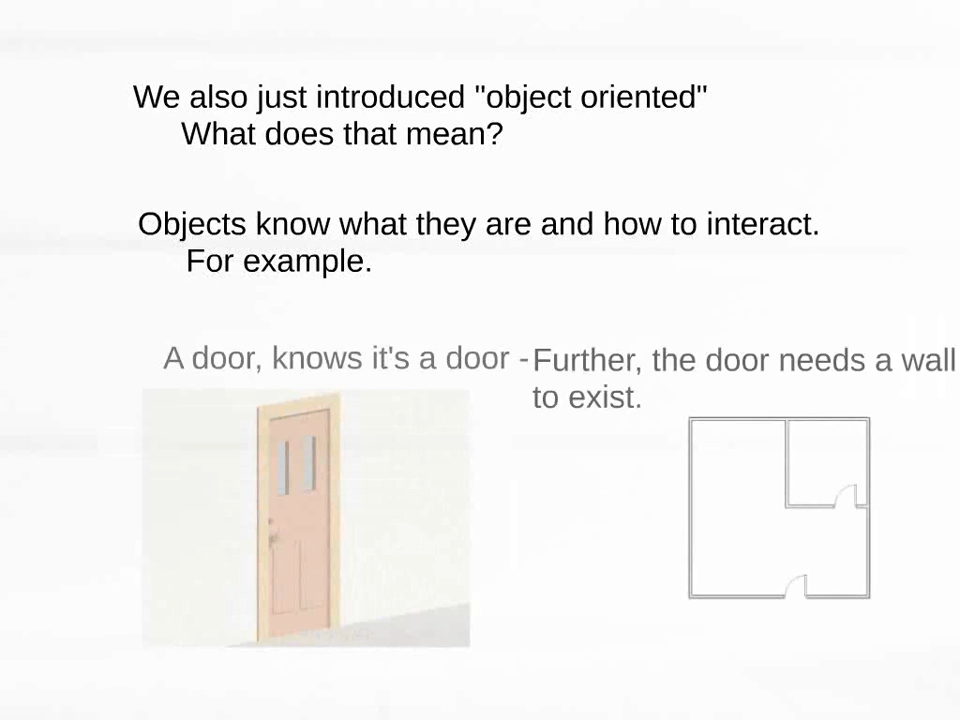 We also just introduced "object oriented"
What does that mean?
Objects know what they are and how to interact.
For example.
A door, knows it's a door -
Further, the door needs a wall
to exist.